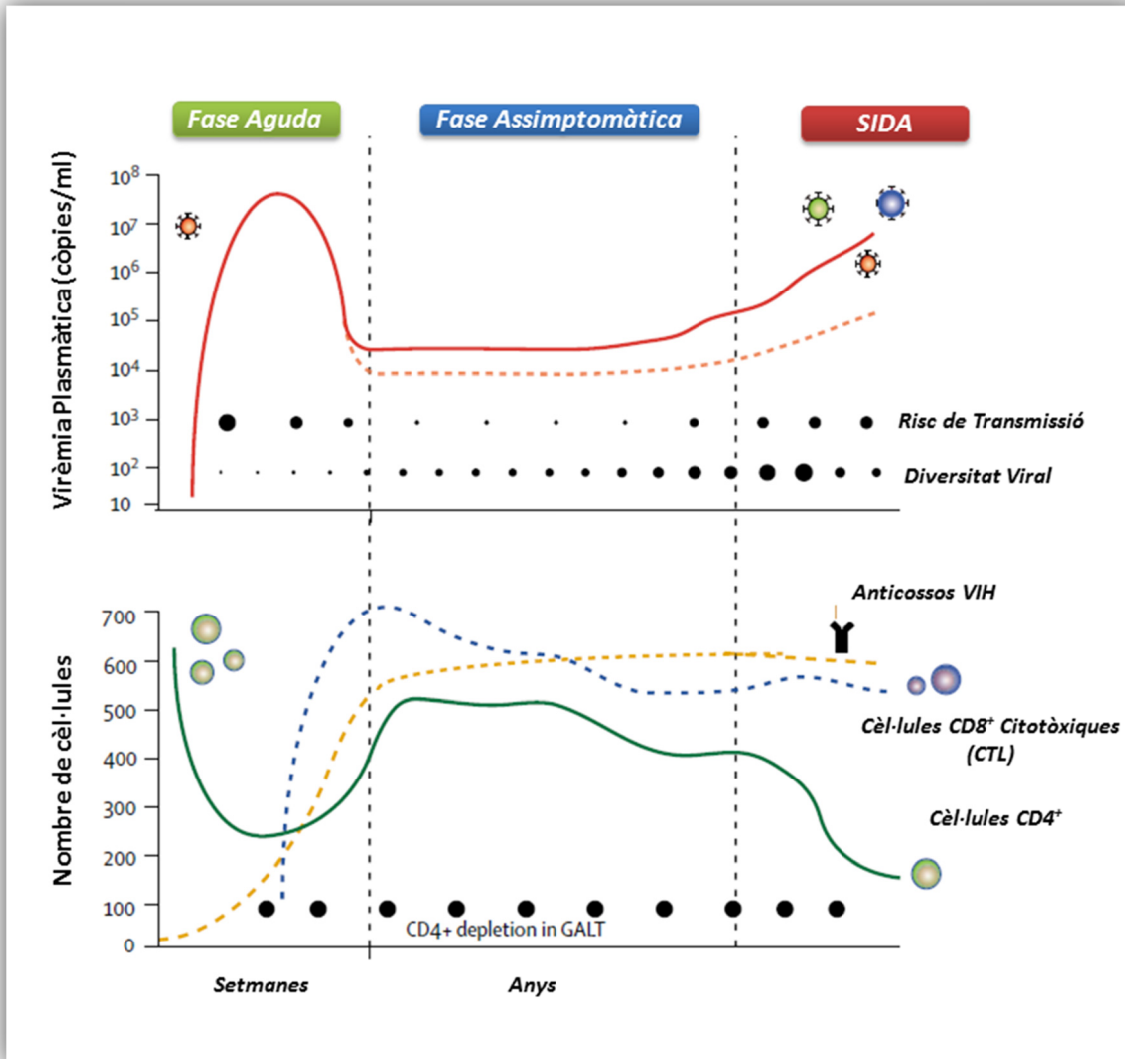 Fase Aguda
Fase Assimptomàtica
SIDA
Virèmia Plasmàtica (còpies/ml)
10⁸
10⁷
10⁶
10⁵
10⁴
10³
10²
10
Risc de Transmissió
Diversitat Viral
Nombre de cèl·lules
700
600
500
400
300
200
100
0
Anticossos VIH
Cèl·lules CD8⁺ Citotòxiques
(CTL)
Cèl·lules CD4⁺
CD4+ depletion in GALT
Setmanes
Anys